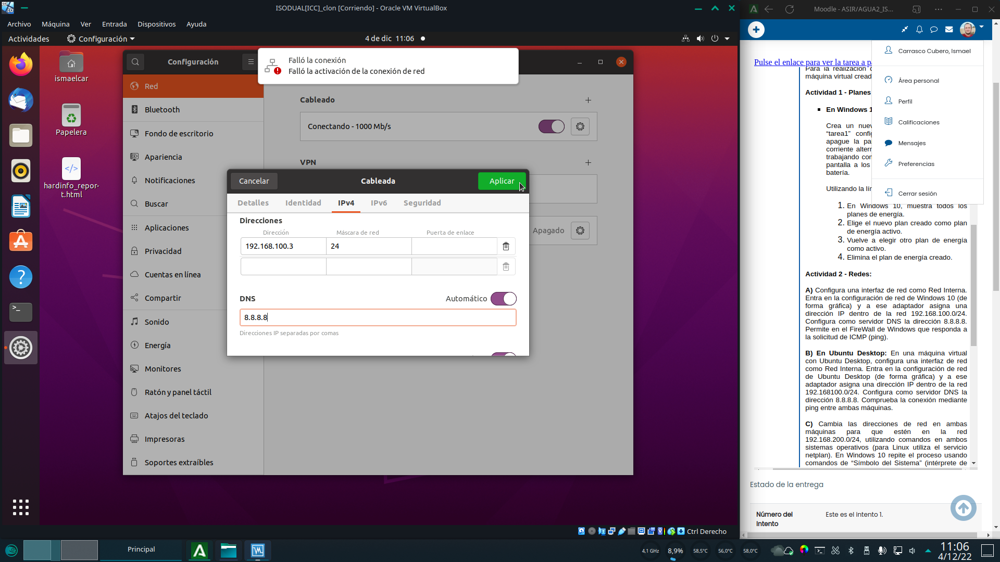 ISODUAL[ICC]_clon [Corriendo] - Oracle VM VirtualBox
Archivo Máquina Ver Entrada Dispositivos Ayuda
Actividades Configuración 4 de dic 11:06
ismaelcar
Papelera
hardinfo_repor-
t.html
Configuración
Falló la conexión
Falló la activación de la conexión de red
Red
Bluetooth
Fondo de escritorio
Apariencia
Notificaciones
Buscar
Aplicaciones
Privacidad
Cuentas en línea
Compartir
Sonido
Energía
Monitores
Ratón y panel táctil
Atajos del teclado
Impresoras
Soportes extraíbles
Cableado
Conectando - 1000 Mb/s
VPN
Apagado
Cancelar Cableada Aplicar
Detalles Identidad IPv4 IPv6 Seguridad
Direcciones
Dirección Máscara de red Puerta de enlace
192.168.100.3 24
DNS Automático
8.8.8.8
Direcciones IP separadas por comas
Ctrl Derecho
Moodle - ASIR/AGUA2_IS...
Carrasco Cubero, Ismael
Área personal
Perfil
Calificaciones
Mensajes
Preferencias
Cerrar sesión
Pulse el enlace para ver la tarea a pa
Para la realización
máquina virtual cread
Actividad 1 - Planes
En Windows 1
Crea un nuev
"tarea1" config
apague la pa
corriente altern
trabajando con
pantalla a los
batería.
Utilizando la lín
1. En Windows 10, muestra todos los
planes de energía.
2. Elige el nuevo plan creado como plan
de energía activo.
3. Vuelve a elegir otro plan de energía
como activo.
4. Elimina el plan de energía creado.
Actividad 2 - Redes:
A) Configura una interfaz de red como Red Interna.
Entra en la configuración de red de Windows 10 (de
forma gráfica) y a ese adaptador asigna una
dirección IP dentro de la red 192.168.100.0/24.
Configura como servidor DNS la dirección 8.8.8.8.
Permite en el FireWall de Windows que responda a
la solicitud de ICMP (ping).
B) En Ubuntu Desktop: En una máquina virtual
con Ubuntu Desktop, configura una interfaz de red
como Red Interna. Entra en la configuración de red
de Ubuntu Desktop (de forma gráfica) y a ese
adaptador asigna una dirección IP dentro de la red
192.168100.0/24. Configura como servidor DNS la
dirección 8.8.8.8. Comprueba la conexión mediante
ping entre ambas máquinas.
C) Cambia las direcciones de red en ambas
máquinas para que estén en la red
192.168.200.0/24, utilizando comandos en ambos
sistemas operativos (para Linux utiliza el servicio
netplan). En Windows 10 repite el proceso usando
comandos de “Símbolo del Sistema” (intérprete de
Estado de la entrega
Número del
intento
Este es el intento 1.
Principal
4,1 GHz 8,9% 58,5°C 56,0°C 58,0°C
11:06
4/12/22